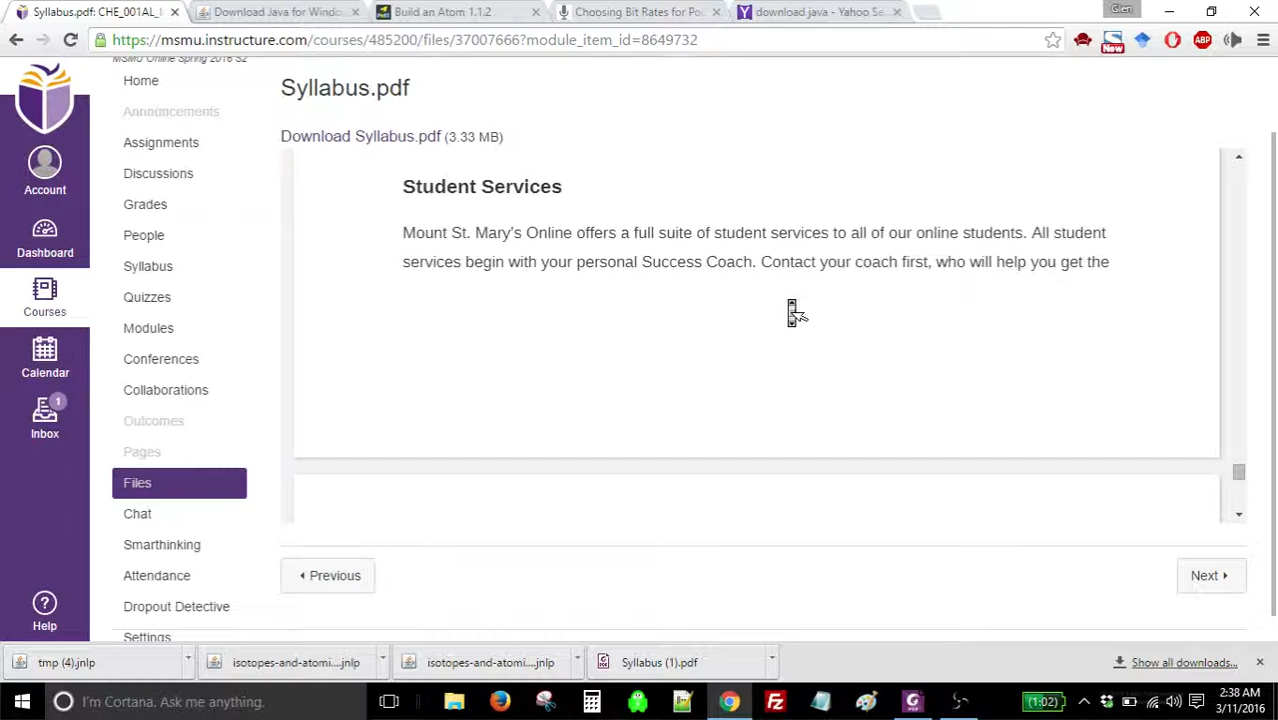 Syllabus.pdf: CHE_001AL_
Download Java for Windo
Build an Atom 1.1.2
Choosing Bit Rates for Po
download java - Yahoo Se
Glen
https://msmu.instructure.com/courses/485200/files/37007666?module_item_id=8649732
New
ABP
MSMU Online Spring 2016 S2
Home
Announcements
Assignments
Discussions
Grades
People
Syllabus
Quizzes
Modules
Conferences
Collaborations
Outcomes
Pages
Files
Chat
Smarthinking
Attendance
Dropout Detective
Settings
Account
Dashboard
Courses
Calendar
1
Inbox
Help
Syllabus.pdf
Download Syllabus.pdf (3.33 MB)
Student Services
Mount St. Mary's Online offers a full suite of student services to all of our online students. All student
services begin with your personal Success Coach. Contact your coach first, who will help you get the
Previous
Next
tmp (4).jnlp
isotopes-and-atomi....jnlp
isotopes-and-atomi....jnlp
Syllabus (1).pdf
Show all downloads...
I'm Cortana. Ask me anything.
(1:02)
2:38 AM
3/11/2016